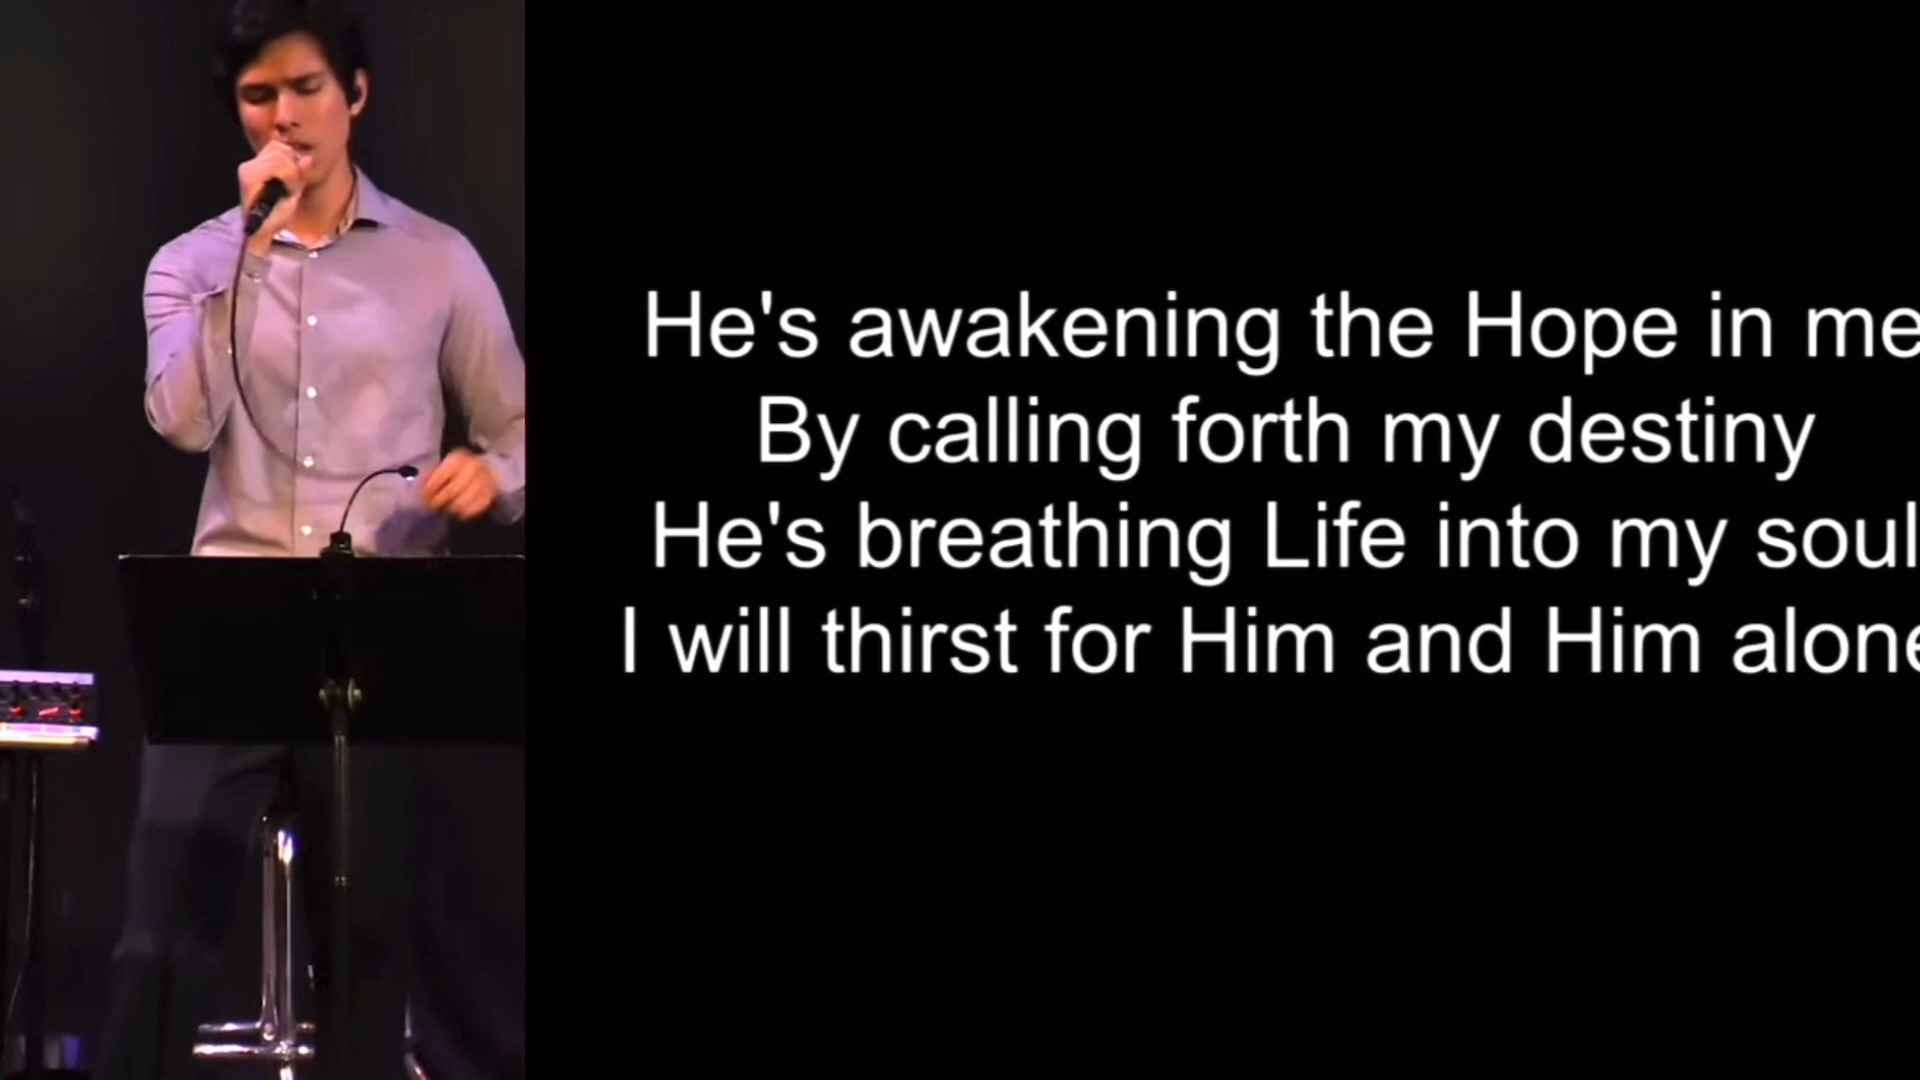 He's awakening the Hope in me
By calling forth my destiny
He's breathing Life into my soul
I will thirst for Him and Him alone